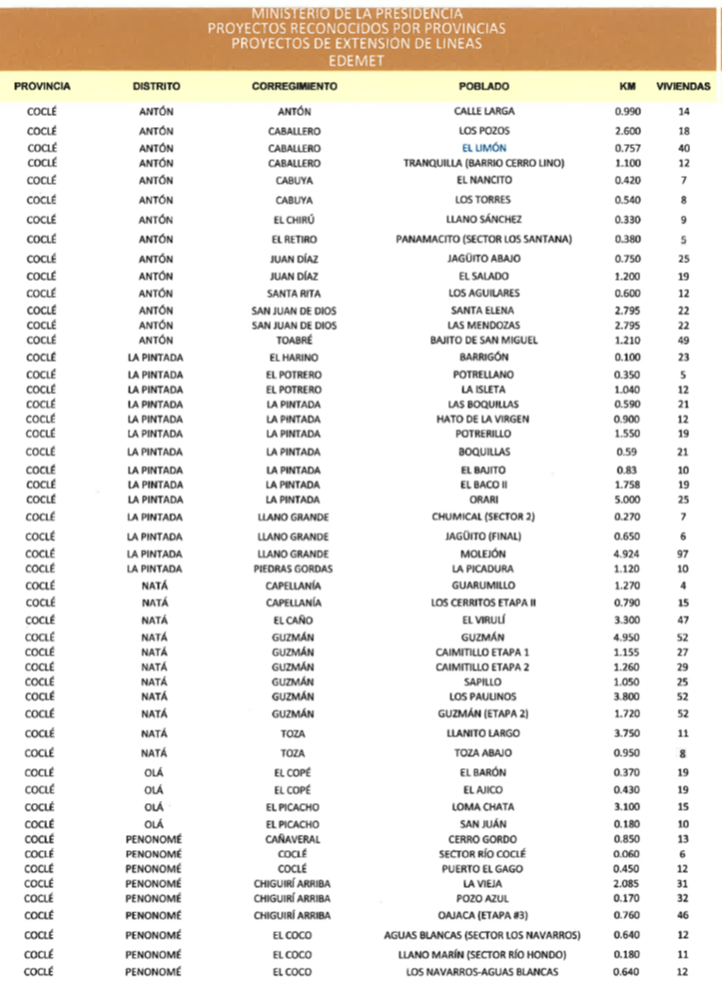 MINISTERIO DE LA PRESIDENCIA
PROYECTOS RECONOCIDOS POR PROVINCIAS
PROYECTOS DE EXTENSION DE LINEAS
EDEMET
PROVINCIA DISTRITO CORREGIMIENTO POBLADO KM VIVIENDAS
COCLÉ ANTÓN ANTÓN CALLE LARGA 0.990 14
COCLÉ ANTÓN CABALLERO LOS POZOS 2.600 18
COCLÉ ANTÓN CABALLERO EL LIMÓN 0.757 40
COCLÉ ANTÓN CABALLERO TRANQUILLA (BARRIO CERRO LINO) 1.100 12
COCLÉ ANTÓN CABUYA EL NANCITO 0.420 7
COCLÉ ANTÓN CABUYA LOS TORRES 0.540 8
COCLÉ ANTÓN EL CHIRÚ LLANO SÁNCHEZ 0.330 9
COCLÉ ANTÓN EL RETIRO PANAMACITO (SECTOR LOS SANTANA) 0.380 5
COCLÉ ANTÓN JUAN DÍAZ JAGÜITO ABAJO 0.750 25
COCLÉ ANTÓN JUAN DÍAZ EL SALADO 1.200 19
COCLÉ ANTÓN SANTA RITA LOS AGUILARES 0.600 12
COCLÉ ANTÓN SAN JUAN DE DIOS SANTA ELENA 2.795 22
COCLÉ ANTÓN SAN JUAN DE DIOS LAS MENDOZAS 2.795 22
COCLÉ ANTÓN TOABRÉ BAJITO DE SAN MIGUEL 1.210 49
COCLÉ LA PINTADA EL HARINO BARRIGÓN 0.100 23
COCLÉ LA PINTADA EL POTRERO POTRELLANO 0.350 5
COCLÉ LA PINTADA EL POTRERO LA ISLETA 1.040 12
COCLÉ LA PINTADA LA PINTADA LAS BOQUILLAS 0.590 21
COCLÉ LA PINTADA LA PINTADA HATO DE LA VIRGEN 0.900 12
COCLÉ LA PINTADA LA PINTADA POTRERILLO 1.550 19
COCLÉ LA PINTADA LA PINTADA BOQUILLAS 0.59 21
COCLÉ LA PINTADA LA PINTADA EL BAJITO 0.83 10
COCLÉ LA PINTADA LA PINTADA EL BACO II 1.758 19
COCLÉ LA PINTADA LA PINTADA ORARI 5.000 25
COCLÉ LA PINTADA LLANO GRANDE CHUMICAL (SECTOR 2) 0.270 7
COCLÉ LA PINTADA LLANO GRANDE JAGÜITO (FINAL) 0.650 6
COCLÉ LA PINTADA LLANO GRANDE MOLEJÓN 4.924 97
COCLÉ LA PINTADA PIEDRAS GORDAS LA PICADURA 1.120 10
COCLÉ NATÁ CAPELLANÍA GUARUMILLO 1.270 4
COCLÉ NATÁ CAPELLANÍA LOS CERRITOS ETAPA II 0.790 15
COCLÉ NATÁ EL CAÑO EL VIRULÍ 3.300 47
COCLÉ NATÁ GUZMÁN GUZMÁN 4.950 52
COCLÉ NATÁ GUZMÁN CAIMITILLO ETAPA 1 1.155 27
COCLÉ NATÁ GUZMÁN CAIMITILLO ETAPA 2 1.260 29
COCLÉ NATÁ GUZMÁN SAPILLO 1.050 25
COCLÉ NATÁ GUZMÁN LOS PAULINOS 3.800 52
COCLÉ NATÁ GUZMÁN GUZMÁN (ETAPA 2) 1.720 52
COCLÉ NATÁ TOZA LLANITO LARGO 3.750 11
COCLÉ NATÁ TOZA TOZA ABAJO 0.950 8
COCLÉ OLÁ EL COPÉ EL BARÓN 0.370 19
COCLÉ OLÁ EL COPÉ EL AJICO 0.430 19
COCLÉ OLÁ EL PICACHO LOMA CHATA 3.100 15
COCLÉ OLÁ EL PICACHO SAN JUÁN 0.180 10
COCLÉ PENONOMÉ CAÑAVERAL CERRO GORDO 0.850 13
COCLÉ PENONOMÉ COCLÉ SECTOR RÍO COCLÉ 0.060 6
COCLÉ PENONOMÉ COCLÉ PUERTO EL GAGO 0.450 12
COCLÉ PENONOMÉ CHIGUIRÍ ARRIBA LA VIEJA 2.085 31
COCLÉ PENONOMÉ CHIGUIRÍ ARRIBA POZO AZUL 0.170 32
COCLÉ PENONOMÉ CHIGUIRÍ ARRIBA OAJACA (ETAPA #3) 0.760 46
COCLÉ PENONOMÉ EL COCO AGUAS BLANCAS (SECTOR LOS NAVARROS) 0.640 12
COCLÉ PENONOMÉ EL COCO LLANO MARÍN (SECTOR RÍO HONDO) 0.180 11
COCLÉ PENONOMÉ EL COCO LOS NAVARROS-AGUAS BLANCAS 0.640 12